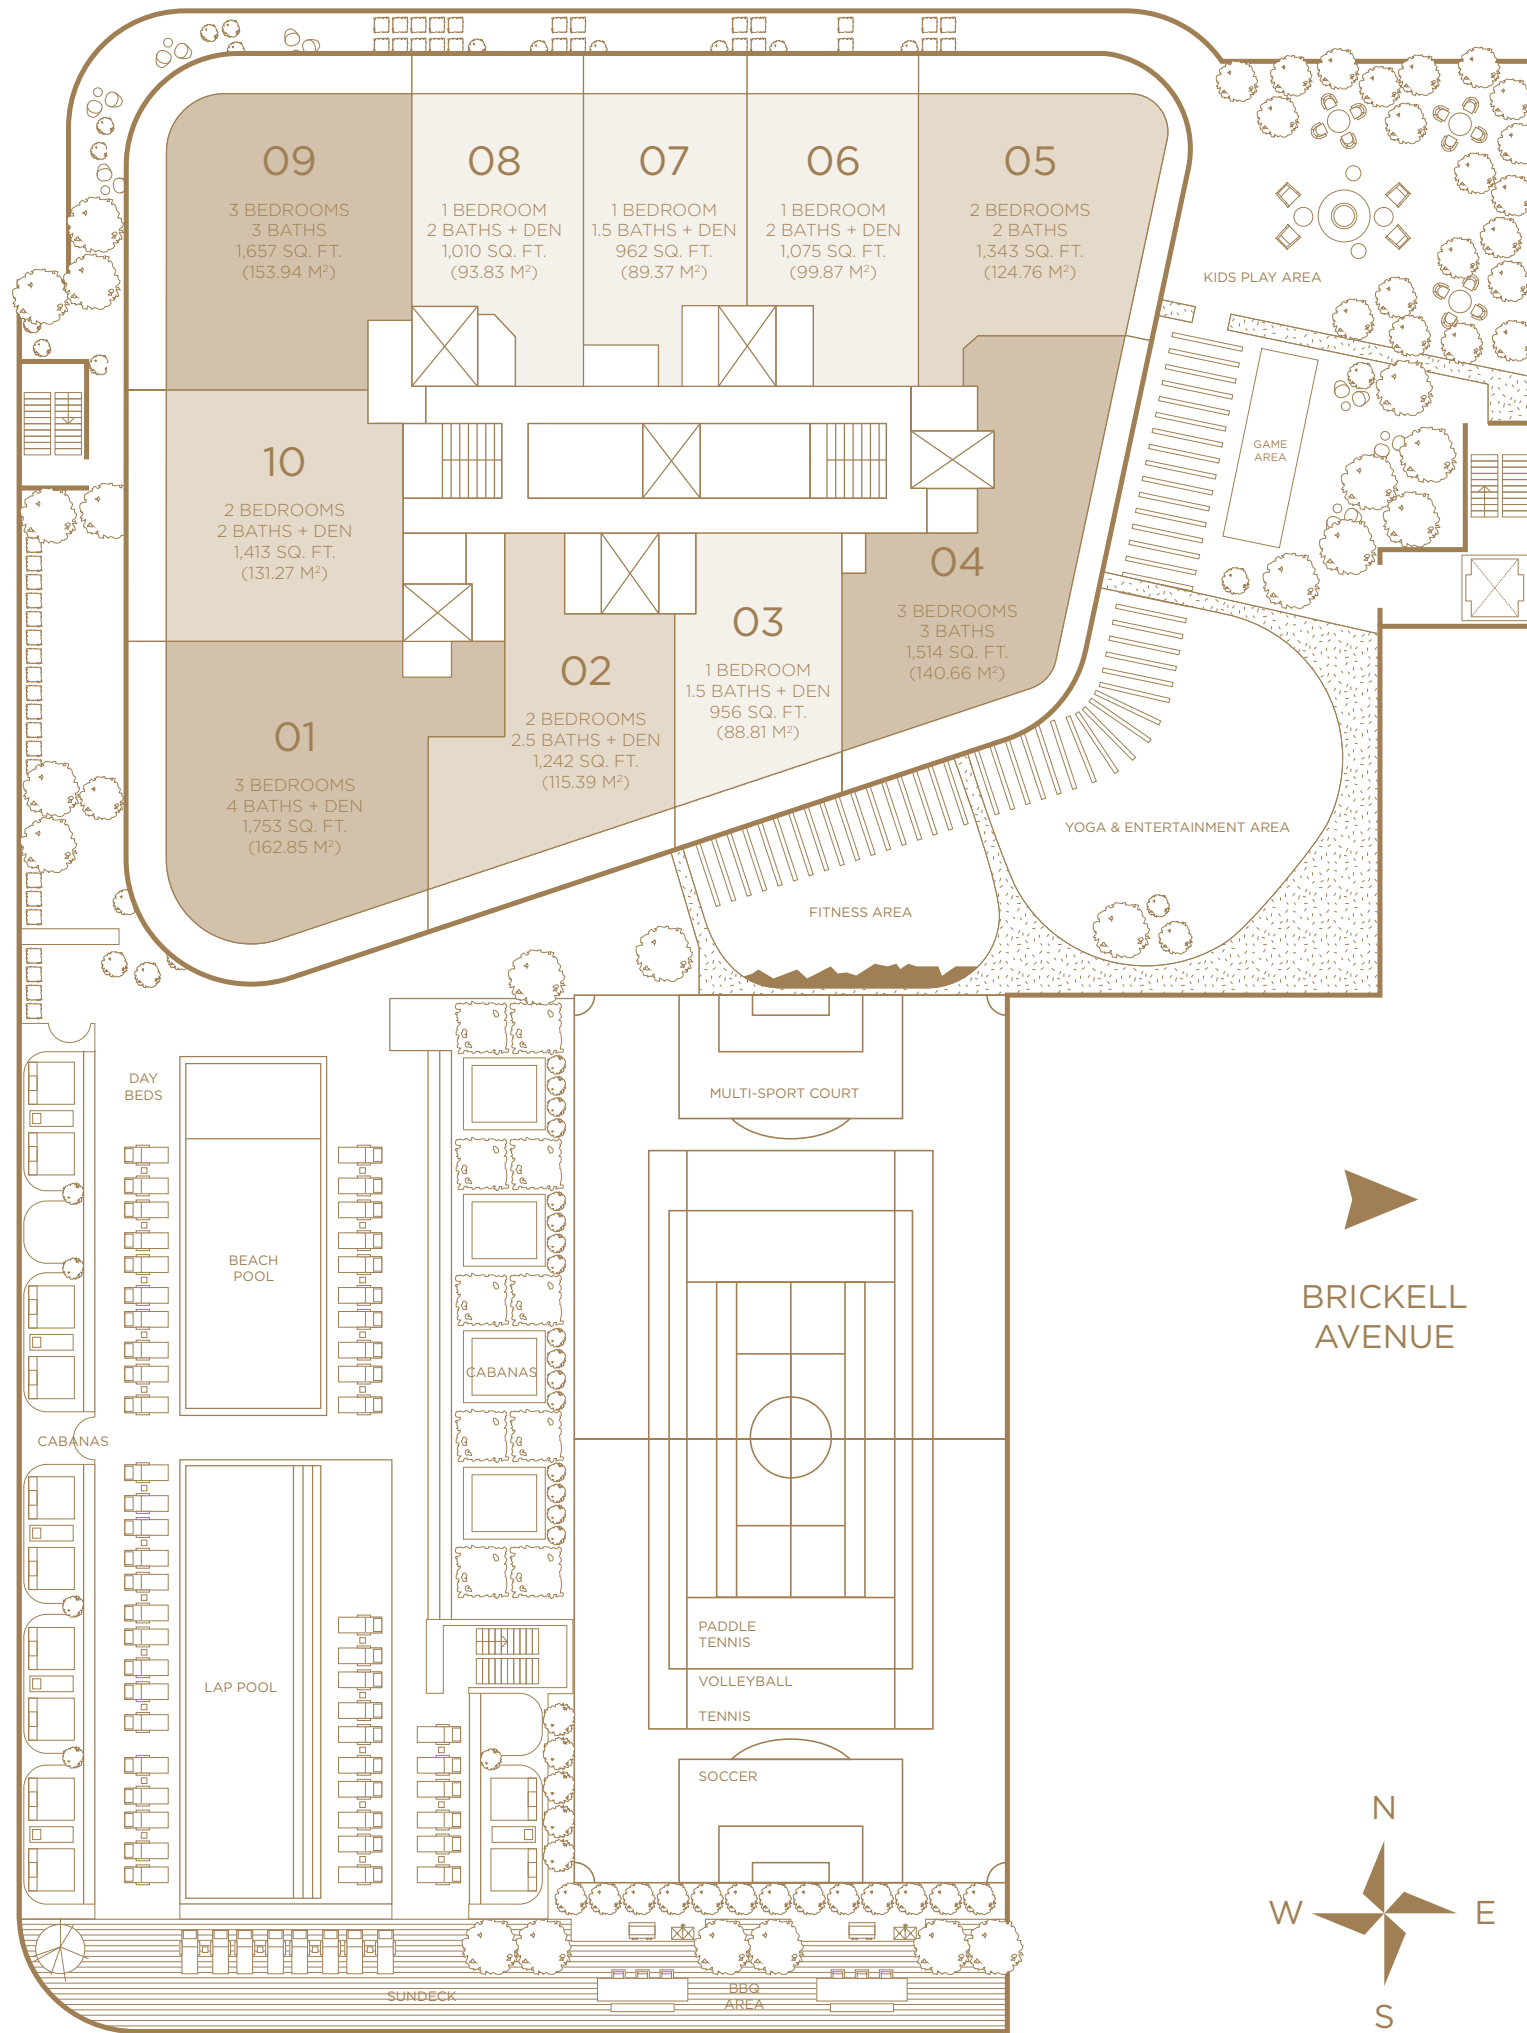 09
3 BEDROOMS
3 BATHS
1,657 SQ. FT.
(153.94 M²)
08
1 BEDROOM
2 BATHS + DEN
1,010 SQ. FT.
(93.83 M²)
07
1 BEDROOM
1.5 BATHS + DEN
962 SQ. FT.
(89.37 M²)
06
1 BEDROOM
2 BATHS + DEN
1,075 SQ. FT.
(99.87 M²)
05
2 BEDROOMS
2 BATHS
1,343 SQ. FT.
(124.76 M²)
KIDS PLAY AREA
GAME
AREA
10
2 BEDROOMS
2 BATHS + DEN
1,413 SQ. FT.
(131.27 M²)
04
3 BEDROOMS
3 BATHS
1,514 SQ. FT.
(140.66 M²)
03
1 BEDROOM
1.5 BATHS + DEN
956 SQ. FT.
(88.81 M²)
02
2 BEDROOMS
2.5 BATHS + DEN
1,242 SQ. FT.
(115.39 M²)
01
3 BEDROOMS
4 BATHS + DEN
1,753 SQ. FT.
(162.85 M²)
YOGA & ENTERTAINMENT AREA
FITNESS AREA
DAY
BEDS
MULTI-SPORT COURT
BEACH
POOL
BRICKELL
AVENUE
CABANAS
CABANAS
PADDLE
TENNIS
LAP POOL
VOLLEYBALL
TENNIS
SOCCER
N
W
E
S
SUNDECK
BBQ
AREA